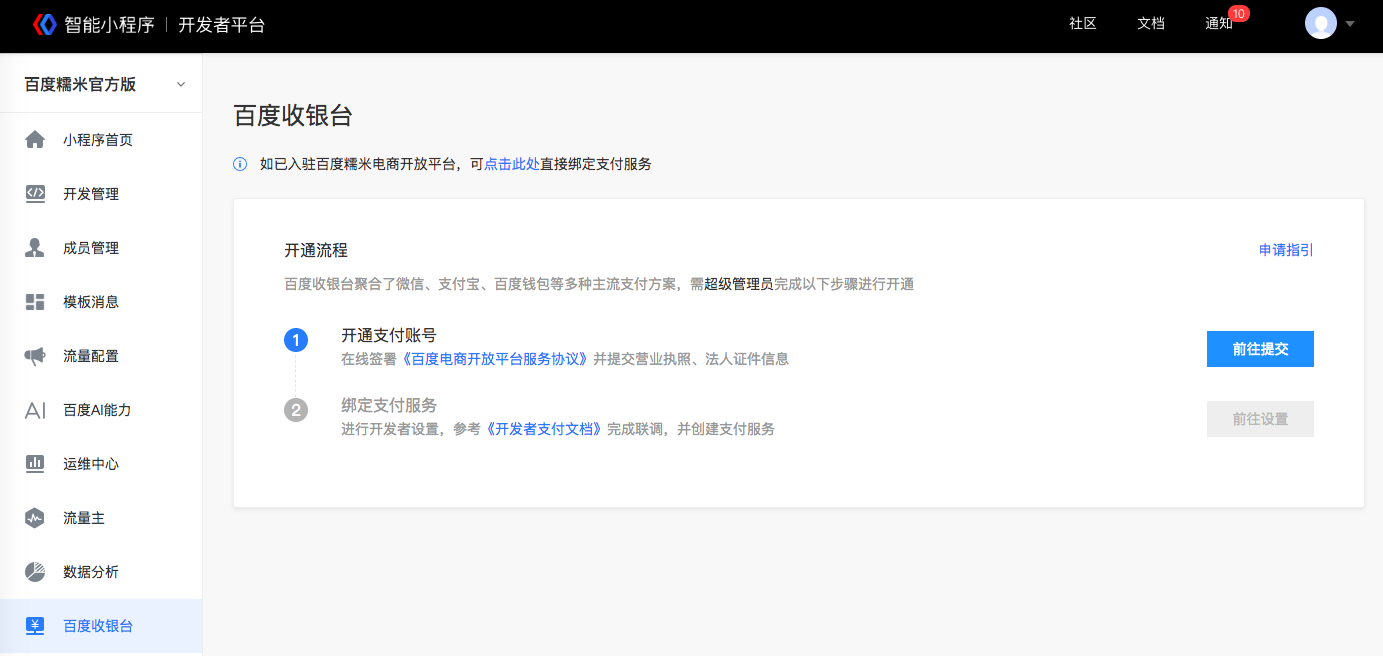 智能小程序 | 开发者平台
社区
文档
通知
10
百度糯米官方版
小程序首页
开发管理
成员管理
模板消息
流量配置
AI 百度AI能力
运维中心
流量主
数据分析
¥ 百度收银台
百度收银台
如已入驻百度糯米电商开放平台，可点击此处直接绑定支付服务
开通流程
申请指引
百度收银台聚合了微信、支付宝、百度钱包等多种主流支付方案，需超级管理员完成以下步骤进行开通
1
开通支付账号
在线签署《百度电商开放平台服务协议》并提交营业执照、法人证件信息
前往提交
2
绑定支付服务
进行开发者设置，参考《开发者支付文档》完成联调，并创建支付服务
前往设置